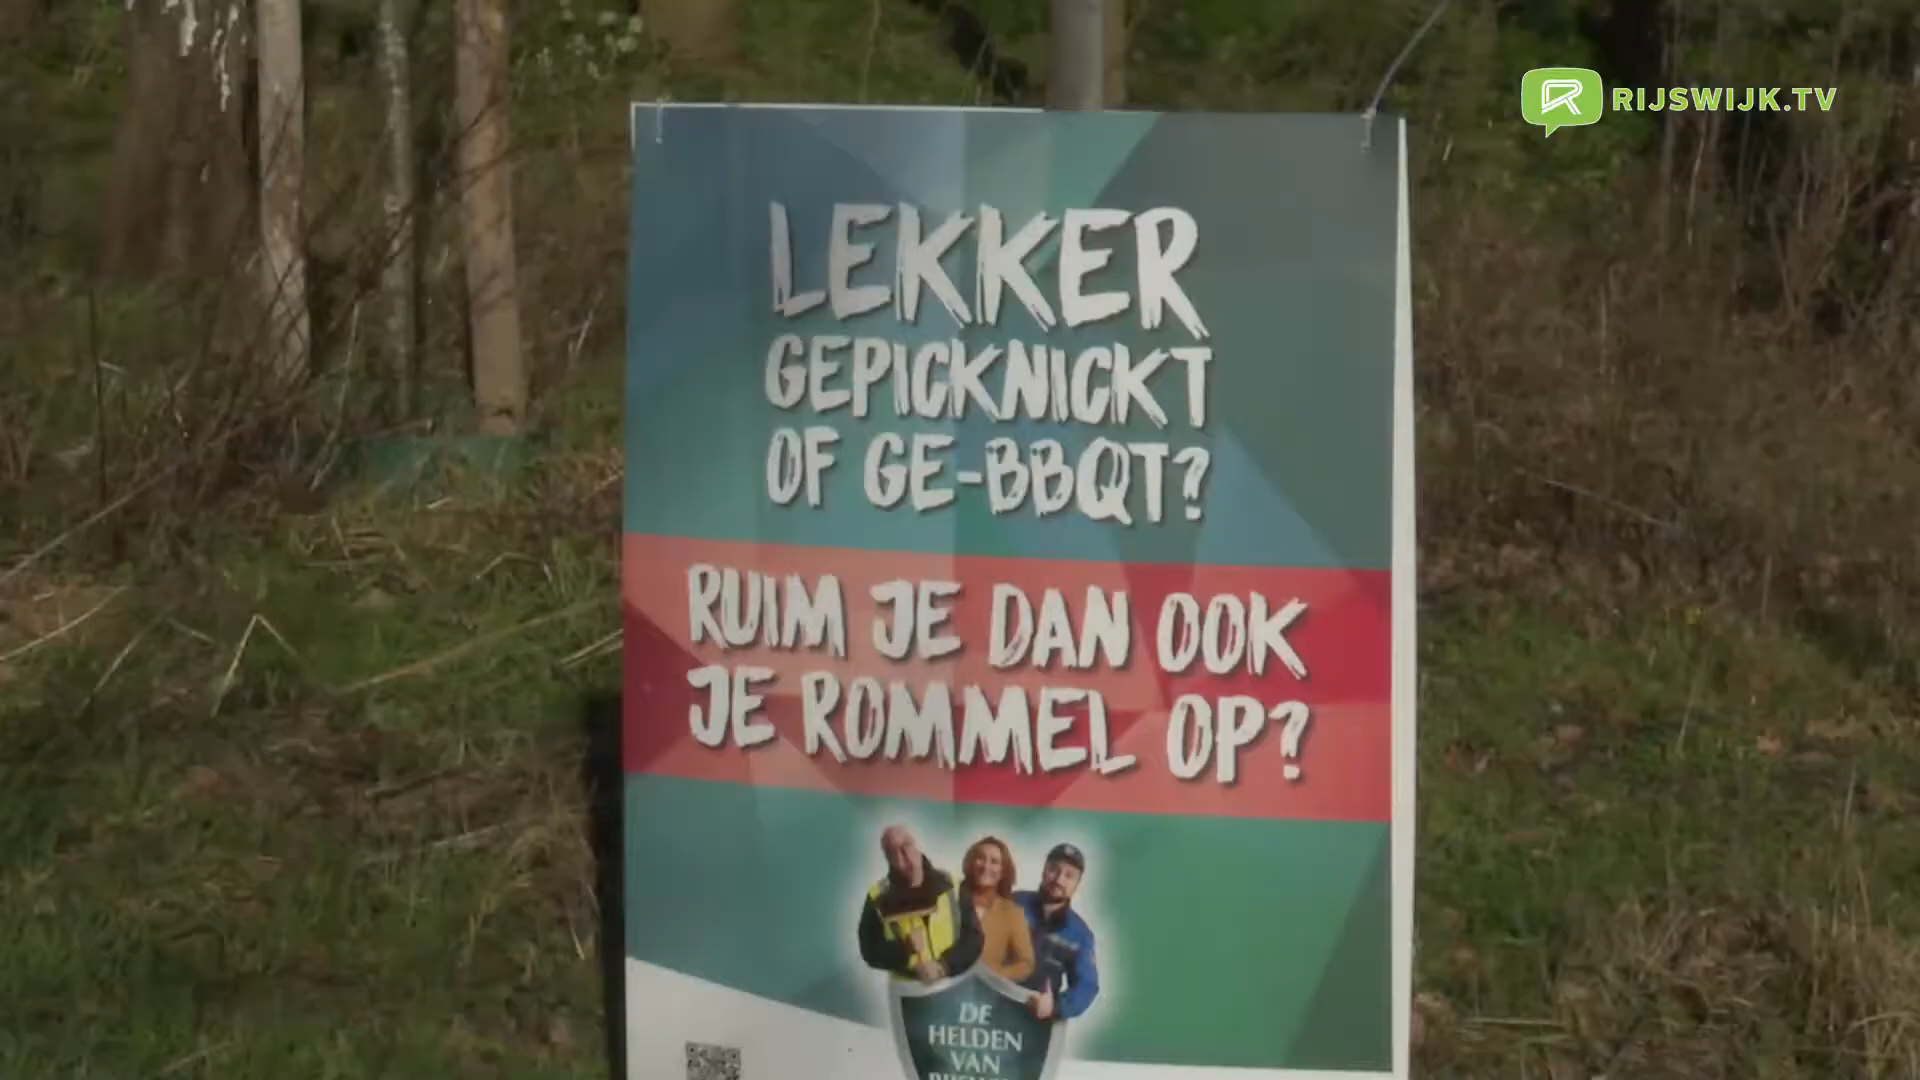 RIJSWIJK.TV
LEKKER
GEPICKNICKT
OF GE-BBQT?
RUIM JE DAN OOK
JE ROMMEL OP?
DE
HELDEN
VAN